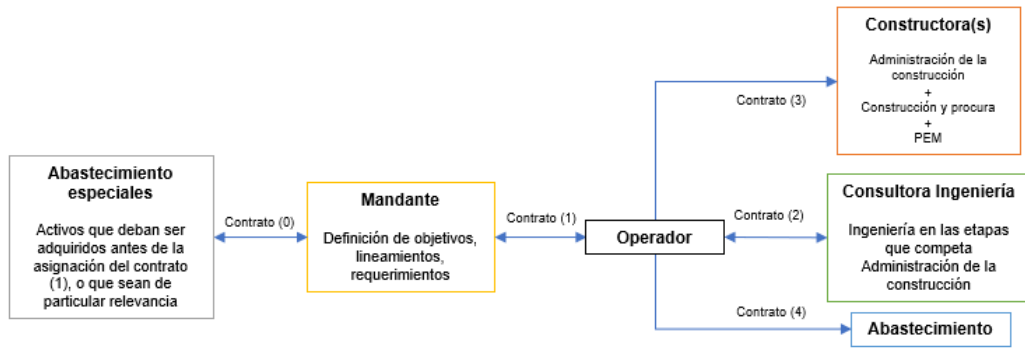 Abastecimiento
especiales
Activos que deban ser
adquiridos antes de la
asignación del contrato
(1), o que sean de
particular relevancia
Contrato (0)
Mandante
Definición de objetivos,
lineamientos,
requerimientos
Contrato (1)
Operador
Contrato (3)
Constructora(s)
Administración de la
construcción
+
Construcción y procura
+
PEM
Contrato (2)
Consultora Ingeniería
Ingeniería en las etapas
que competa
Administración de la
construcción
Contrato (4)
Abastecimiento